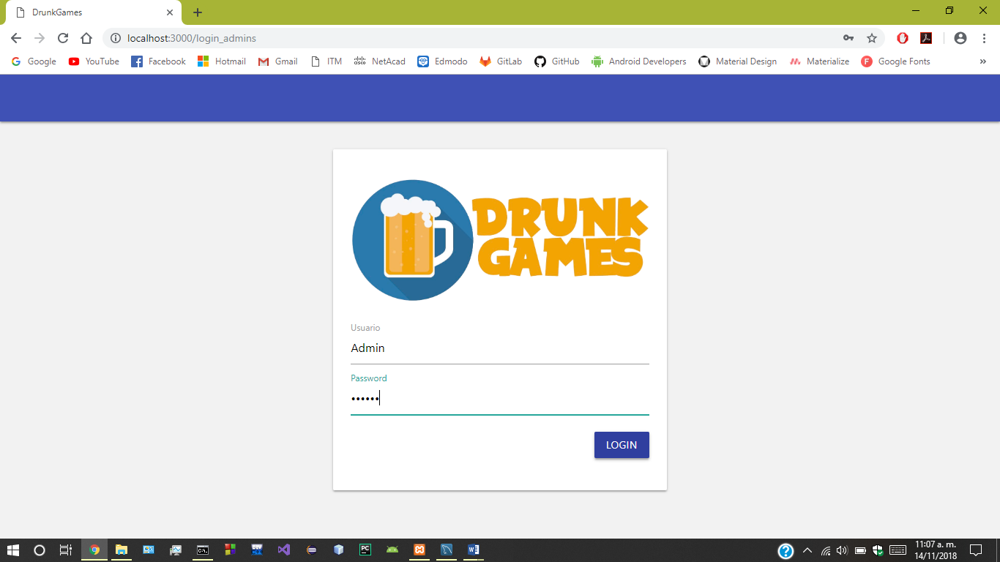 DrunkGames
localhost:3000/login_admins
Google YouTube Facebook Hotmail Gmail ITM NetAcad Edmodo GitLab GitHub Android Developers Material Design Materialize Google Fonts »
DRUNK
GAMES
Usuario
Admin
Password
••••••
LOGIN
11:07 a. m.
14/11/2018